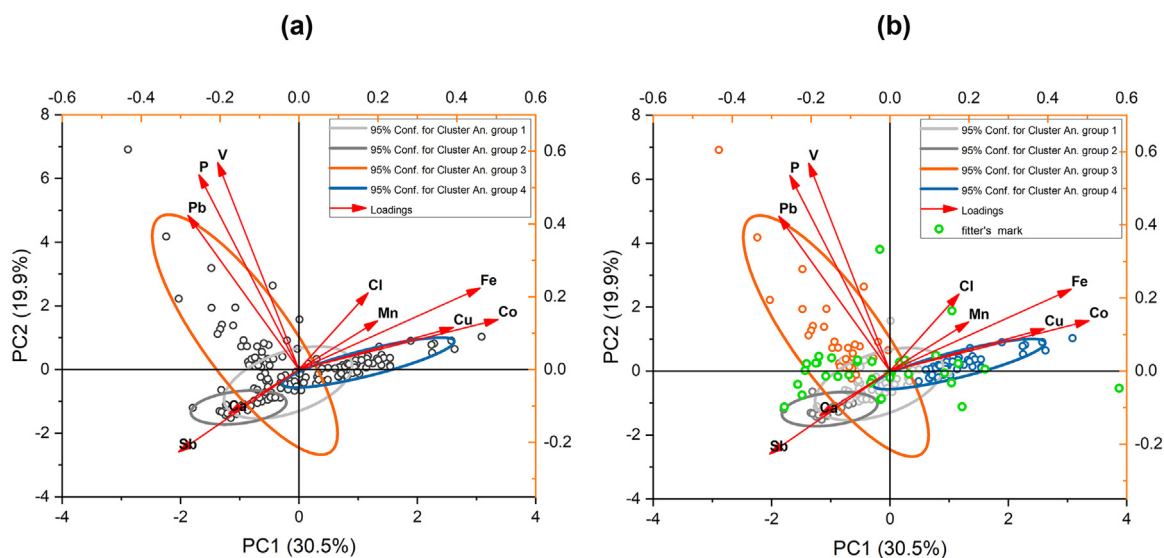 (a)
(b)
-0.6 -0.4 -0.2 0.0 0.2 0.4 0.6
8
6
4
2
0
-2
-4
PC2 (19.9%)
0.6
0.4
0.2
0.0
-0.2
95% Conf. for Cluster An. group 1
95% Conf. for Cluster An. group 2
95% Conf. for Cluster An. group 3
95% Conf. for Cluster An. group 4
Loadings
V
P
Pb
Cl
Fe
Mn
Cu
Co
Ca
Sb
-4 -2 0 2 4
PC1 (30.5%)
-0.6 -0.4 -0.2 0.0 0.2 0.4 0.6
8
6
4
2
0
-2
-4
PC2 (19.9%)
0.6
0.4
0.2
0.0
-0.2
95% Conf. for Cluster An. group 1
95% Conf. for Cluster An. group 2
95% Conf. for Cluster An. group 3
95% Conf. for Cluster An. group 4
Loadings
fitter's mark
V
P
Pb
Cl
Fe
Mn
Cu
Co
Ca
Sb
-4 -2 0 2 4
PC1 (30.5%)